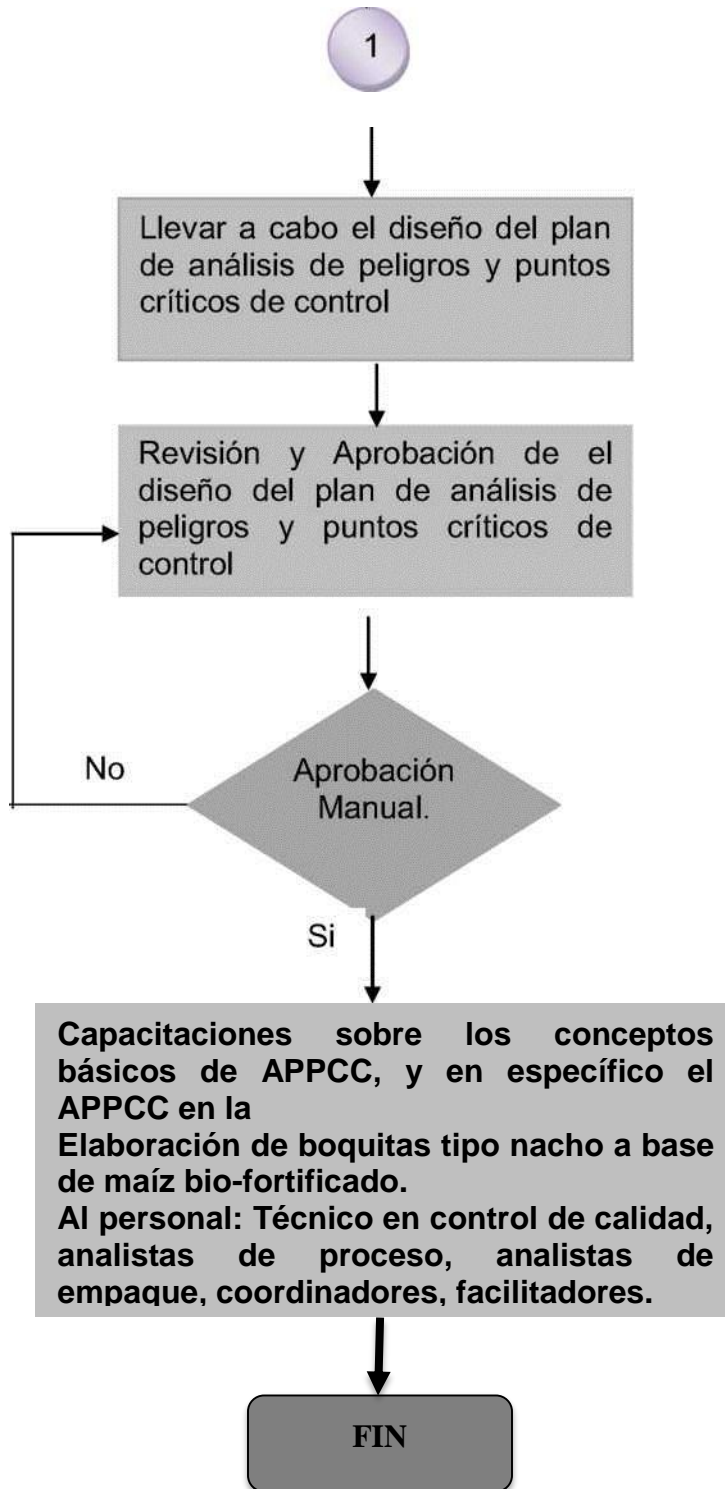 1
Llevar a cabo el diseño del plan
de análisis de peligros y puntos
críticos de control
Revisión y Aprobación de el
diseño del plan de análisis de
peligros y puntos críticos de
control
No
Aprobación
Manual.
Si
Capacitaciones sobre los conceptos
básicos de APPCC, y en específico el
APPCC en la
Elaboración de boquitas tipo nacho a base
de maíz bio-fortificado.
Al personal: Técnico en control de calidad,
analistas de proceso, analistas de
empaque, coordinadores, facilitadores.
FIN